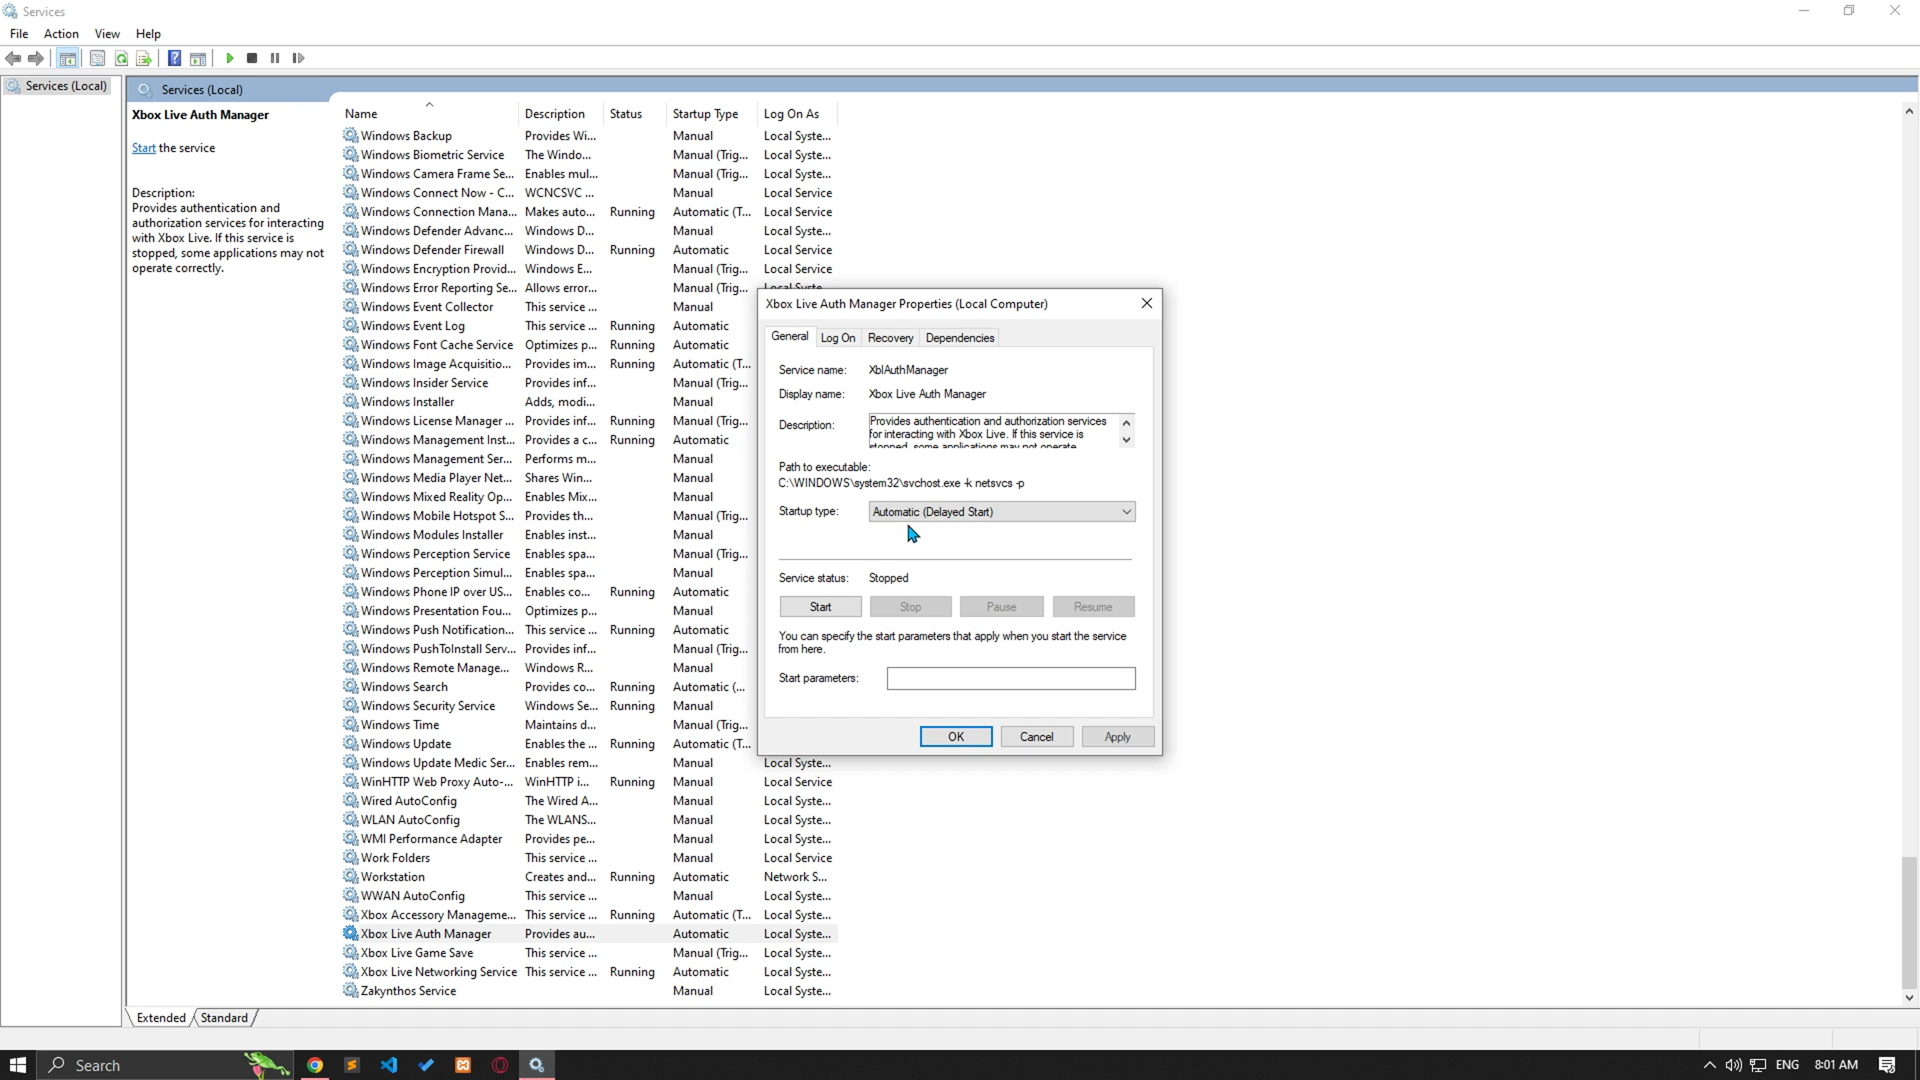 Services
File Action View Help
Services (Local)
Services (Local)
Xbox Live Auth Manager
Start the service
Description:
Provides authentication and
authorization services for interacting
with Xbox Live. If this service is
stopped, some applications may not
operate correctly.
Name Description Status Startup Type Log On As
Windows Backup Provides Wi... Manual Local Syste...
Windows Biometric Service The Windo... Manual (Trig... Local Syste...
Windows Camera Frame Se... Enables mul... Manual (Trig... Local Syste...
Windows Connect Now - C... WCNCSVC ... Manual Local Service
Windows Connection Mana... Makes auto... Running Automatic (T... Local Service
Windows Defender Advanc... Windows D... Manual Local Syste...
Windows Defender Firewall Windows D... Running Automatic Local Service
Windows Encryption Provid... Windows E... Manual (Trig... Local Service
Windows Error Reporting Se... Allows error... Manual (Trig... Local Syste...
Windows Event Collector This service ... Manual
Windows Event Log This service ... Running Automatic
Windows Font Cache Service Optimizes p... Running Automatic
Windows Image Acquisitio... Provides im... Running Automatic (T...
Windows Insider Service Provides inf... Manual (Trig...
Windows Installer Adds, modi... Manual
Windows License Manager ... Provides inf... Running Manual (Trig...
Windows Management Inst... Provides a c... Running Automatic
Windows Management Ser... Performs m... Manual
Windows Media Player Net... Shares Win... Manual
Windows Mixed Reality Op... Enables Mix... Manual
Windows Mobile Hotspot S... Provides th... Manual (Trig...
Windows Modules Installer Enables inst... Manual
Windows Perception Service Enables spa... Manual (Trig...
Windows Perception Simul... Enables spa... Manual
Windows Phone IP over US... Enables co... Running Automatic
Windows Presentation Fou... Optimizes p... Manual
Windows Push Notification... This service ... Running Automatic
Windows PushToInstall Serv... Provides inf... Manual (Trig...
Windows Remote Manage... Windows R... Manual
Windows Search Provides co... Running Automatic (...
Windows Security Service Windows Se... Running Manual
Windows Time Maintains d... Manual (Trig...
Windows Update Enables the ... Running Automatic (T...
Windows Update Medic Ser... Enables rem... Manual Local Syste...
WinHTTP Web Proxy Auto-... WinHTTP i... Running Manual Local Service
Wired AutoConfig The Wired A... Manual Local Syste...
WLAN AutoConfig The WLANS... Manual Local Syste...
WMI Performance Adapter Provides pe... Manual Local Syste...
Work Folders This service ... Manual Local Service
Workstation Creates and... Running Automatic Network S...
WWAN AutoConfig This service ... Manual Local Syste...
Xbox Accessory Manageme... This service ... Running Automatic (T... Local Syste...
Xbox Live Auth Manager Provides au... Automatic Local Syste...
Xbox Live Game Save This service ... Manual (Trig... Local Syste...
Xbox Live Networking Service This service ... Running Automatic Local Syste...
Zakynthos Service Manual Local Syste...
Xbox Live Auth Manager Properties (Local Computer)
General Log On Recovery Dependencies
Service name: XblAuthManager
Display name: Xbox Live Auth Manager
Description: Provides authentication and authorization services
for interacting with Xbox Live. If this service is
stopped, some applications may not operate
Path to executable:
C:\WINDOWS\system32\svchost.exe -k netsvcs -p
Startup type: Automatic (Delayed Start)
Service status: Stopped
Start Stop Pause Resume
You can specify the start parameters that apply when you start the service
from here.
Start parameters:
OK Cancel Apply
Extended Standard
Search
ENG 8:01 AM